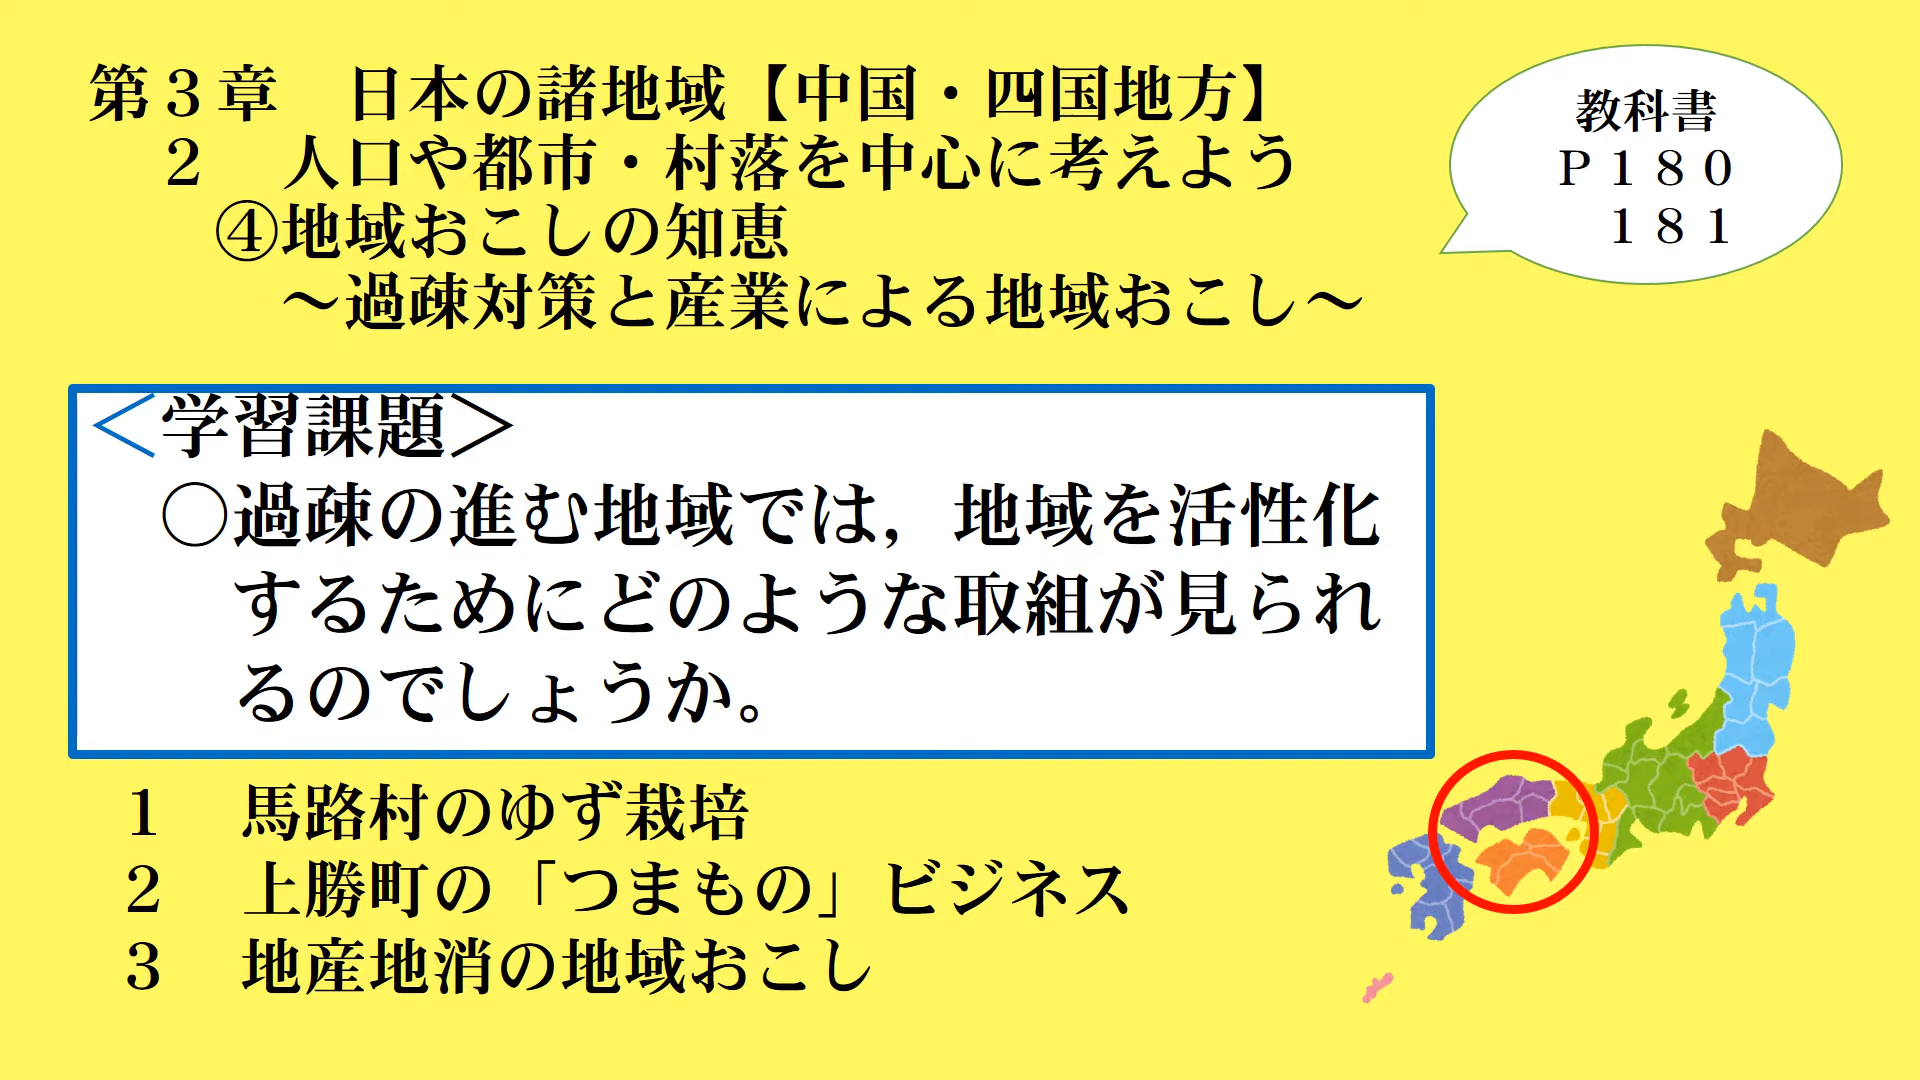 第３章　日本の諸地域【中国・四国地方】
２　人口や都市・村落を中心に考えよう
④地域おこしの知恵
～過疎対策と産業による地域おこし～
教科書
Ｐ１８０
１８１
＜学習課題＞
○過疎の進む地域では，地域を活性化
するためにどのような取組が見られ
るのでしょうか。
１　馬路村のゆず栽培
２　上勝町の「つまもの」ビジネス
３　地産地消の地域おこし